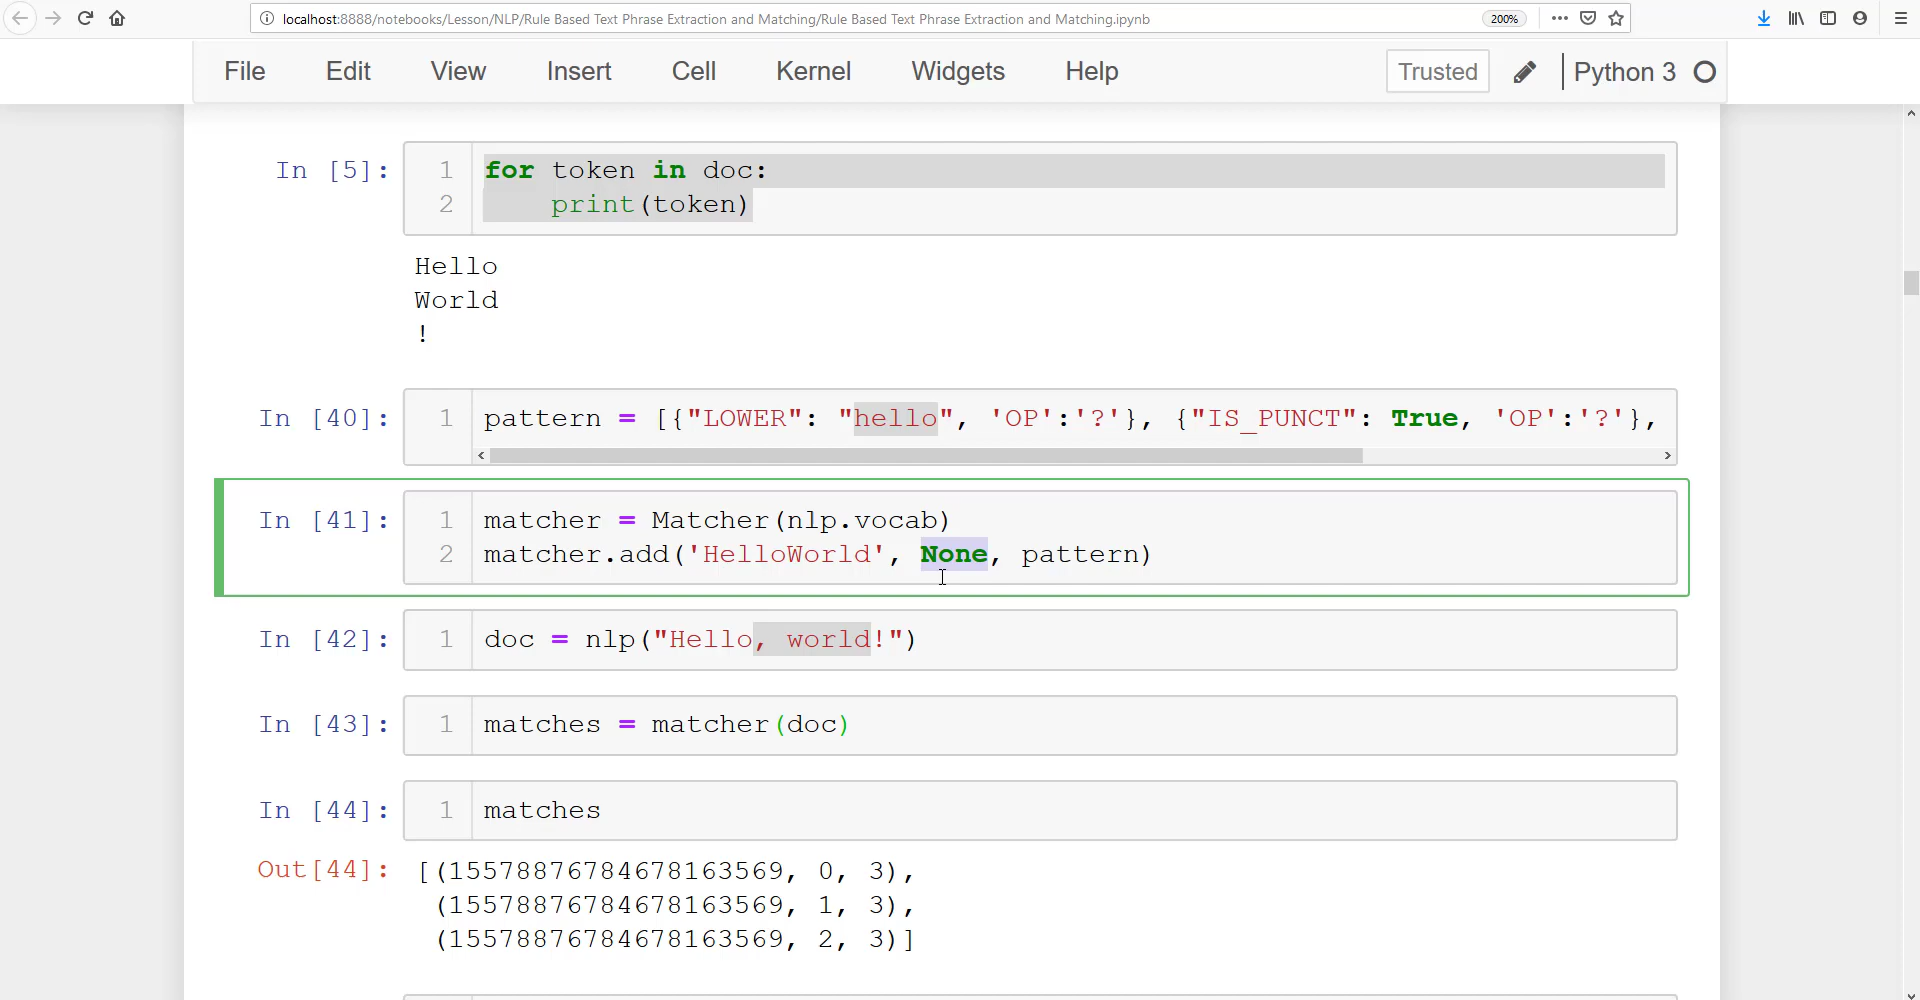 localhost:8888/notebooks/Lesson/NLP/Rule Based Text Phrase Extraction and Matching/Rule Based Text Phrase Extraction and Matching.ipynb 200%
File Edit View Insert Cell Kernel Widgets Help Trusted Python 3
In [5]: 1 for token in doc:
2 print(token)
Hello
World
!
In [40]: 1 pattern = [{"LOWER": "hello", 'OP':'?'}, {"IS_PUNCT": True, 'OP':'?'},
In [41]: 1 matcher = Matcher(nlp.vocab)
2 matcher.add('HelloWorld', None, pattern)
In [42]: 1 doc = nlp("Hello, world!")
In [43]: 1 matches = matcher(doc)
In [44]: 1 matches
Out[44]: [(15578876784678163569, 0, 3),
(15578876784678163569, 1, 3),
(15578876784678163569, 2, 3)]